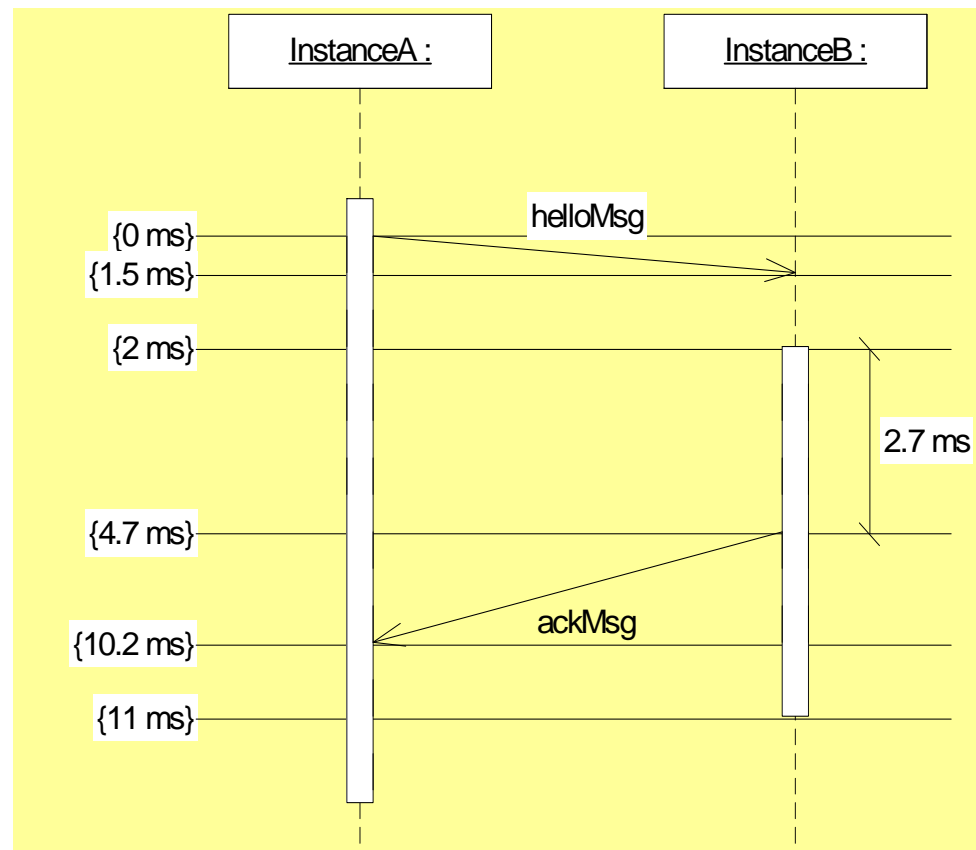 InstanceA :
InstanceB :
helloMsg
{0 ms}
{1.5 ms}
{2 ms}
2.7 ms
{4.7 ms}
ackMsg
{10.2 ms}
{11 ms}